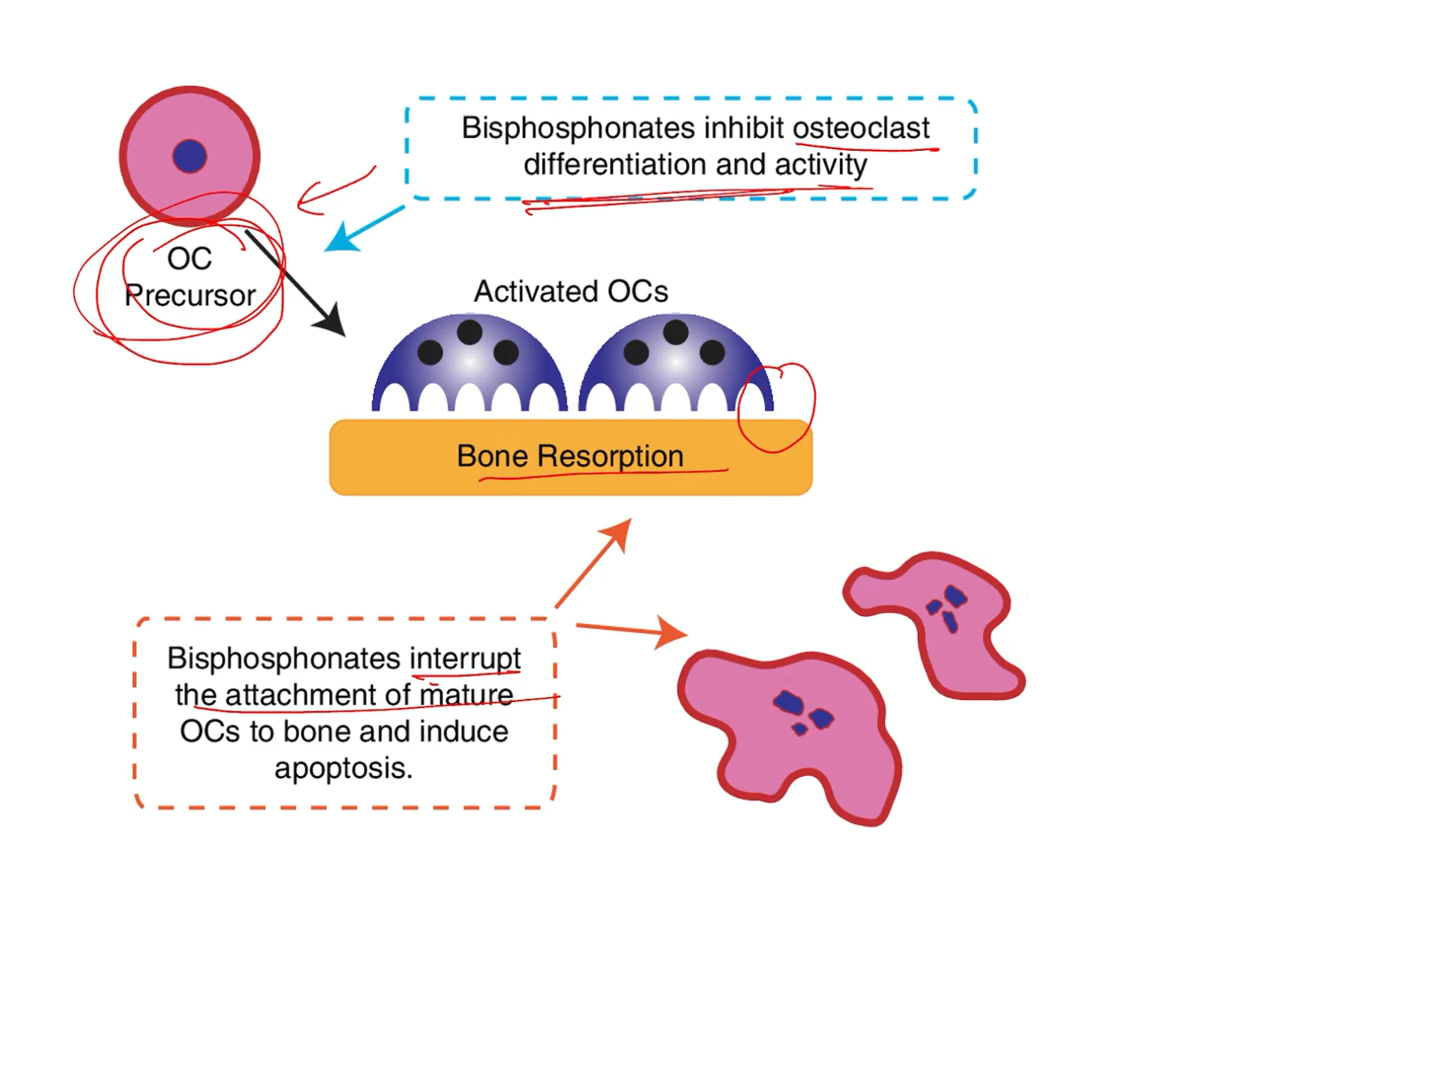 Bisphosphonates inhibit osteoclast
differentiation and activity
OC
Precursor
Activated OCs
Bone Resorption
Bisphosphonates interrupt
the attachment of mature
OCs to bone and induce
apoptosis.